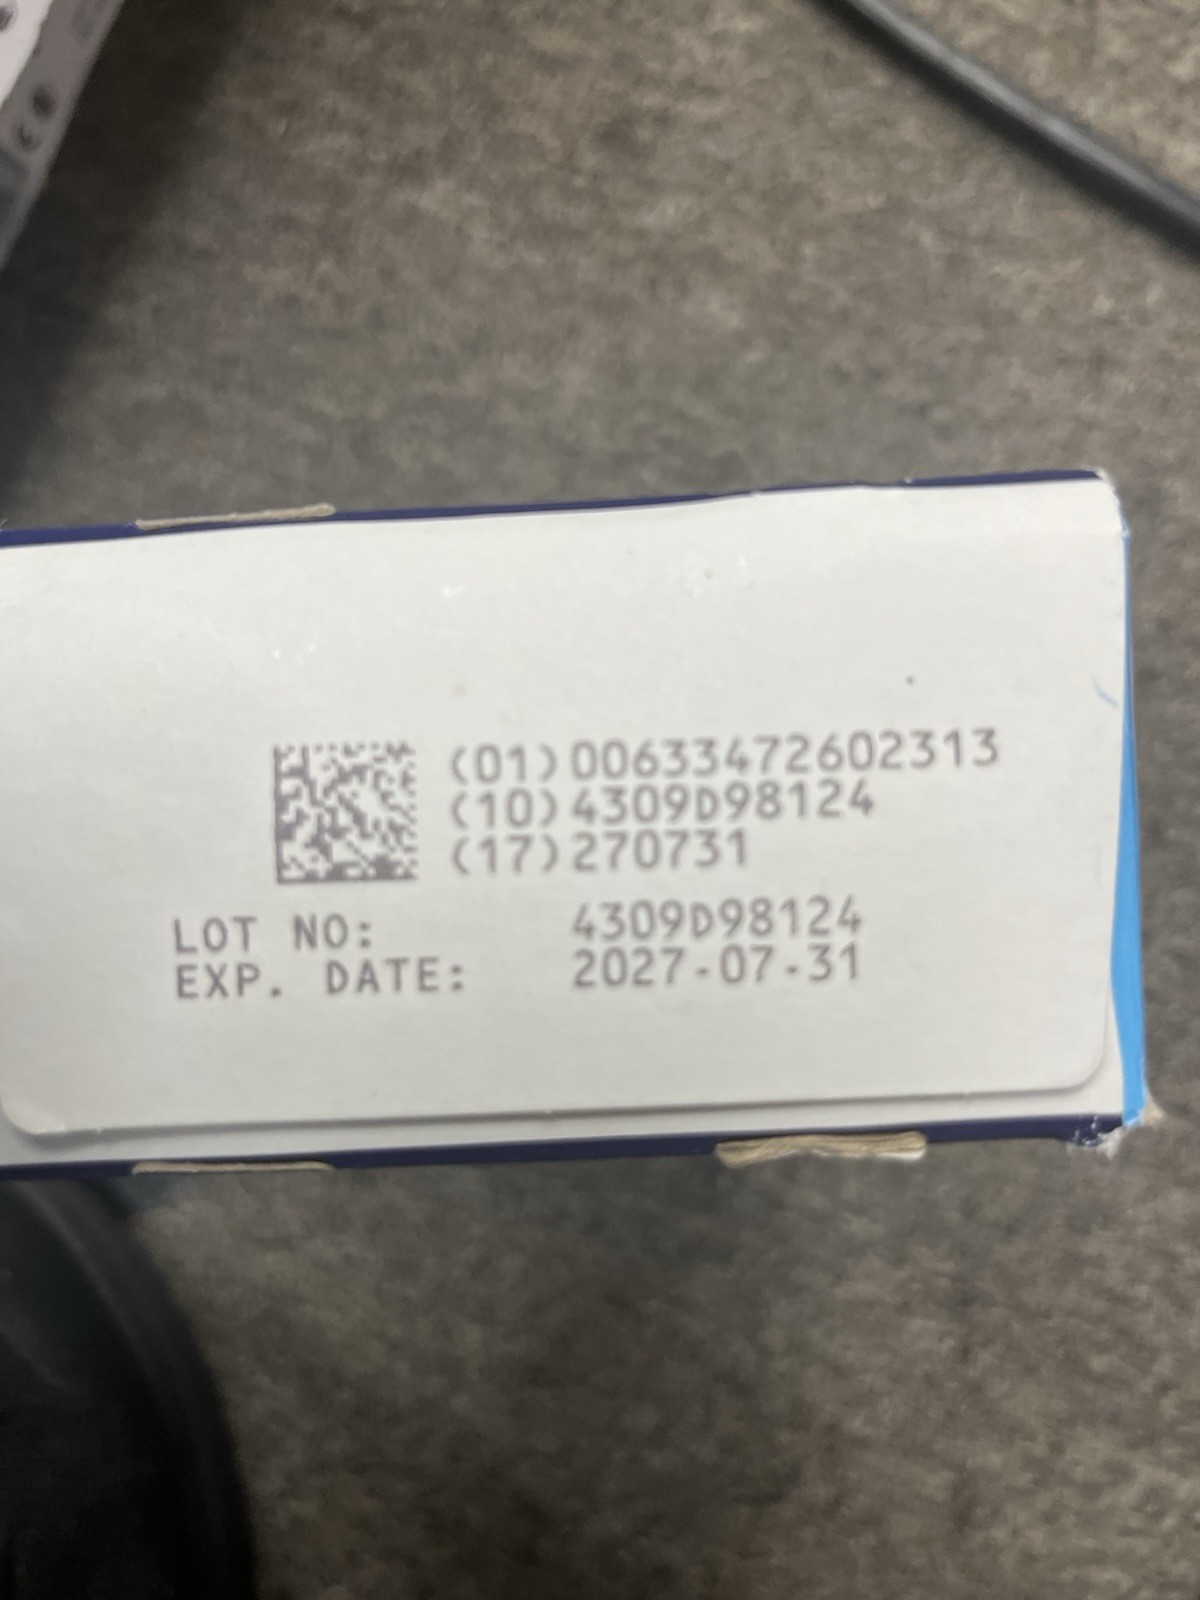 (01)00633472602313
(10)4309D98124
(17)270731
LOT NO: 4309D98124
EXP. DATE: 2027-07-31